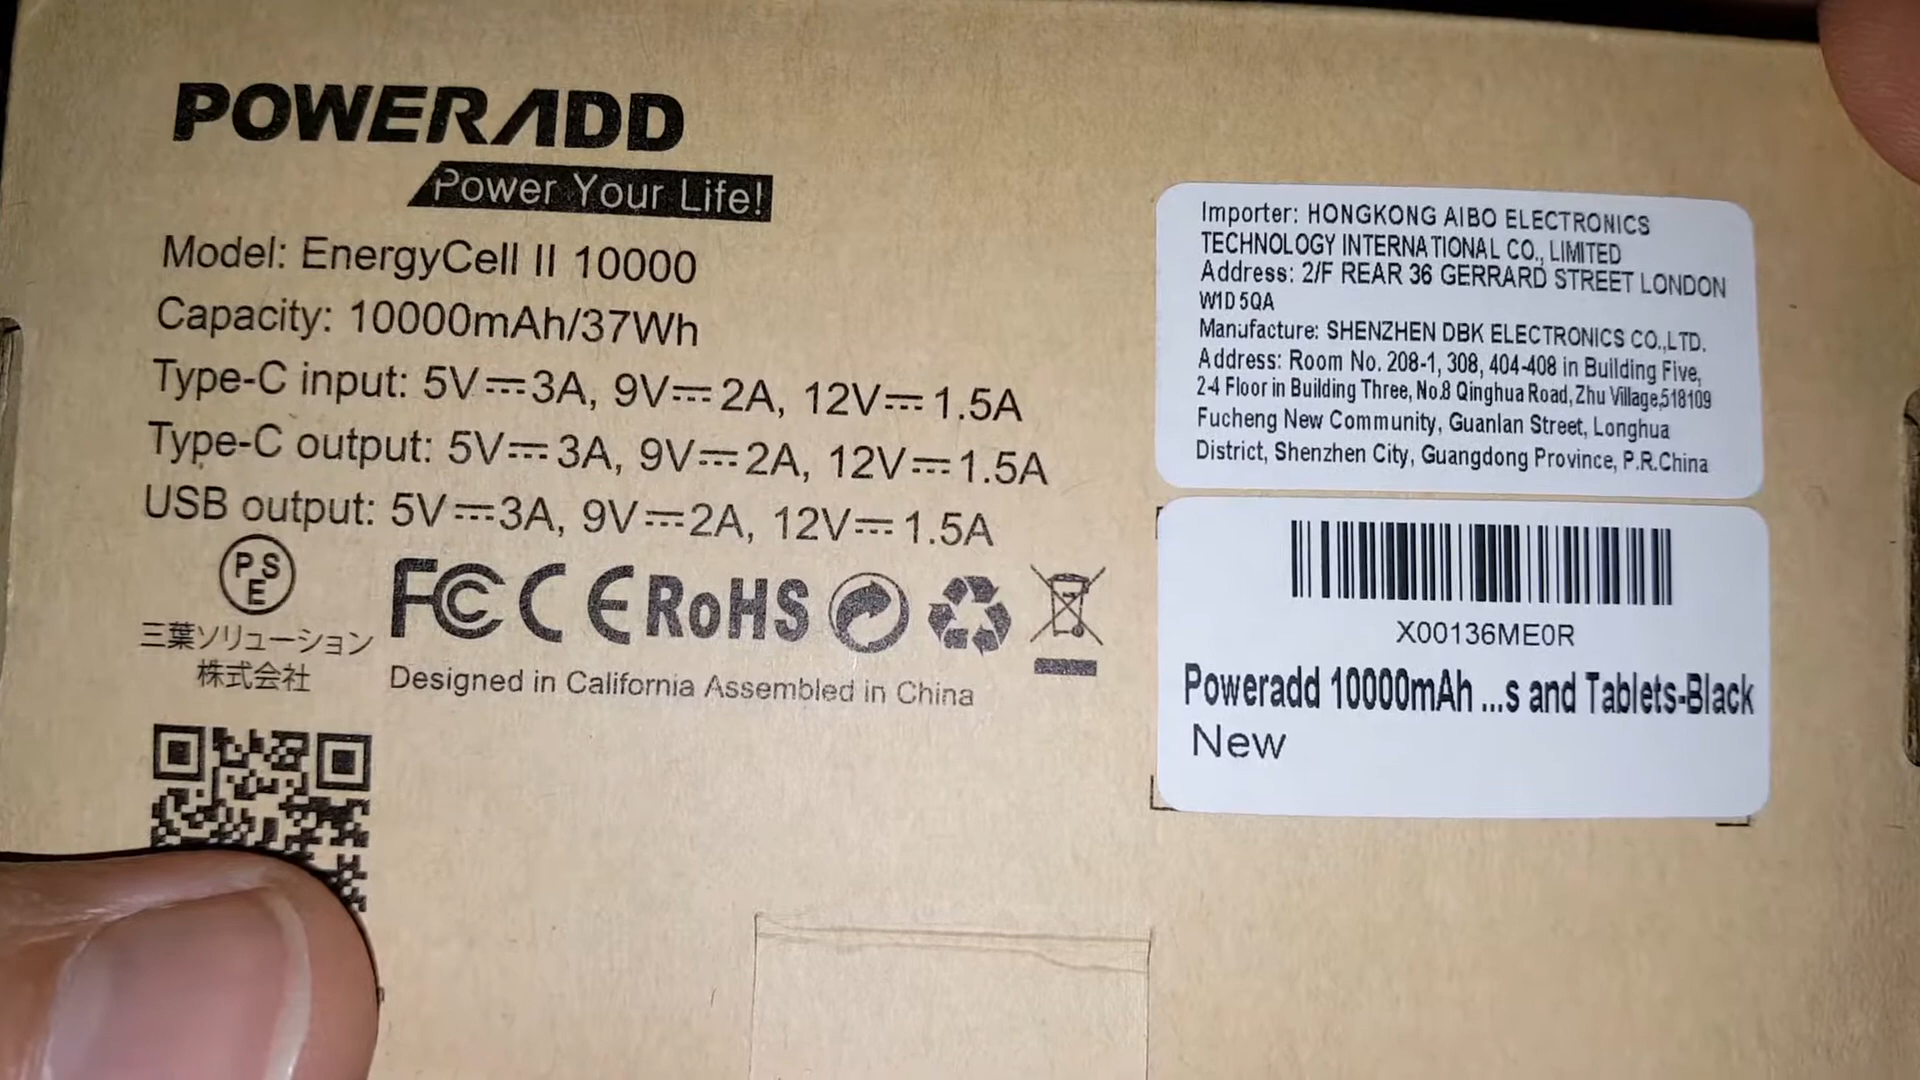 POWERADD
Power Your Life!
Model: EnergyCell II 10000
Capacity: 10000mAh/37Wh
Type-C input: 5V⎓3A, 9V⎓2A, 12V⎓1.5A
Type-C output: 5V⎓3A, 9V⎓2A, 12V⎓1.5A
USB output: 5V⎓3A, 9V⎓2A, 12V⎓1.5A
PSE
三葉ソリューション
株式会社
FCC CE RoHS
Designed in California Assembled in China
Importer: HONGKONG AIBO ELECTRONICS
TECHNOLOGY INTERNATIONAL CO., LIMITED
Address: 2/F REAR 36 GERRARD STREET LONDON
W1D 5QA
Manufacture: SHENZHEN DBK ELECTRONICS CO.,LTD.
Address: Room No. 208-1, 308, 404-408 in Building Five,
2-4 Floor in Building Three, No.8 Qinghua Road, Zhu Village,518109
Fucheng New Community, Guanlan Street, Longhua
District, Shenzhen City, Guangdong Province, P.R.China
X00136ME0R
Poweradd 10000mAh ...s and Tablets-Black
New